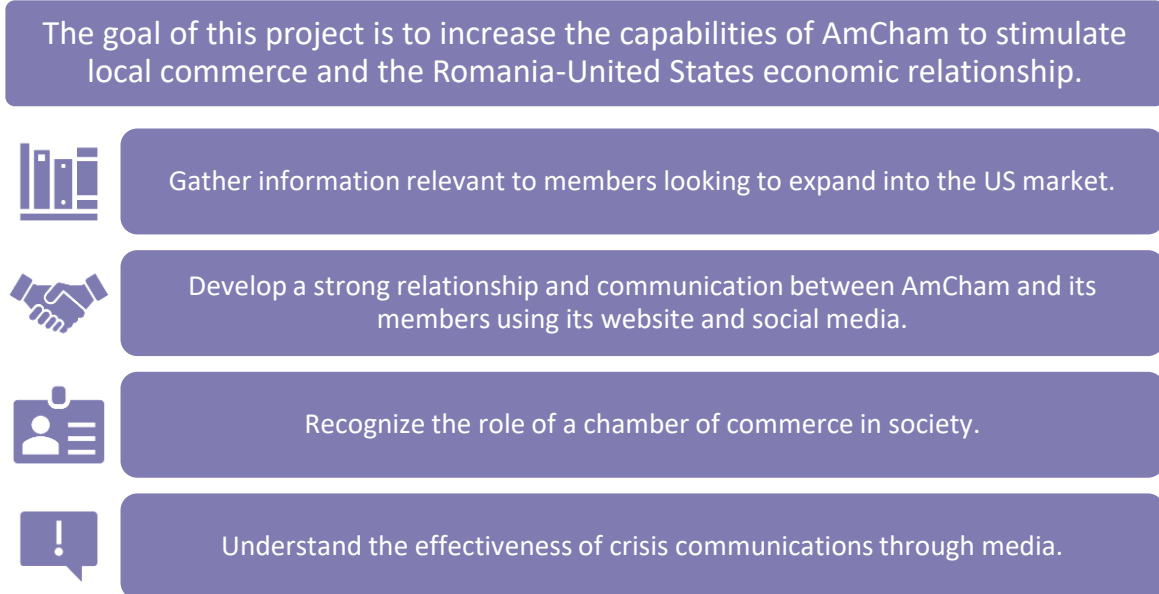 The goal of this project is to increase the capabilities of AmCham to stimulate
local commerce and the Romania-United States economic relationship.
Gather information relevant to members looking to expand into the US market.
Develop a strong relationship and communication between AmCham and its
members using its website and social media.
Recognize the role of a chamber of commerce in society.
Understand the effectiveness of crisis communications through media.